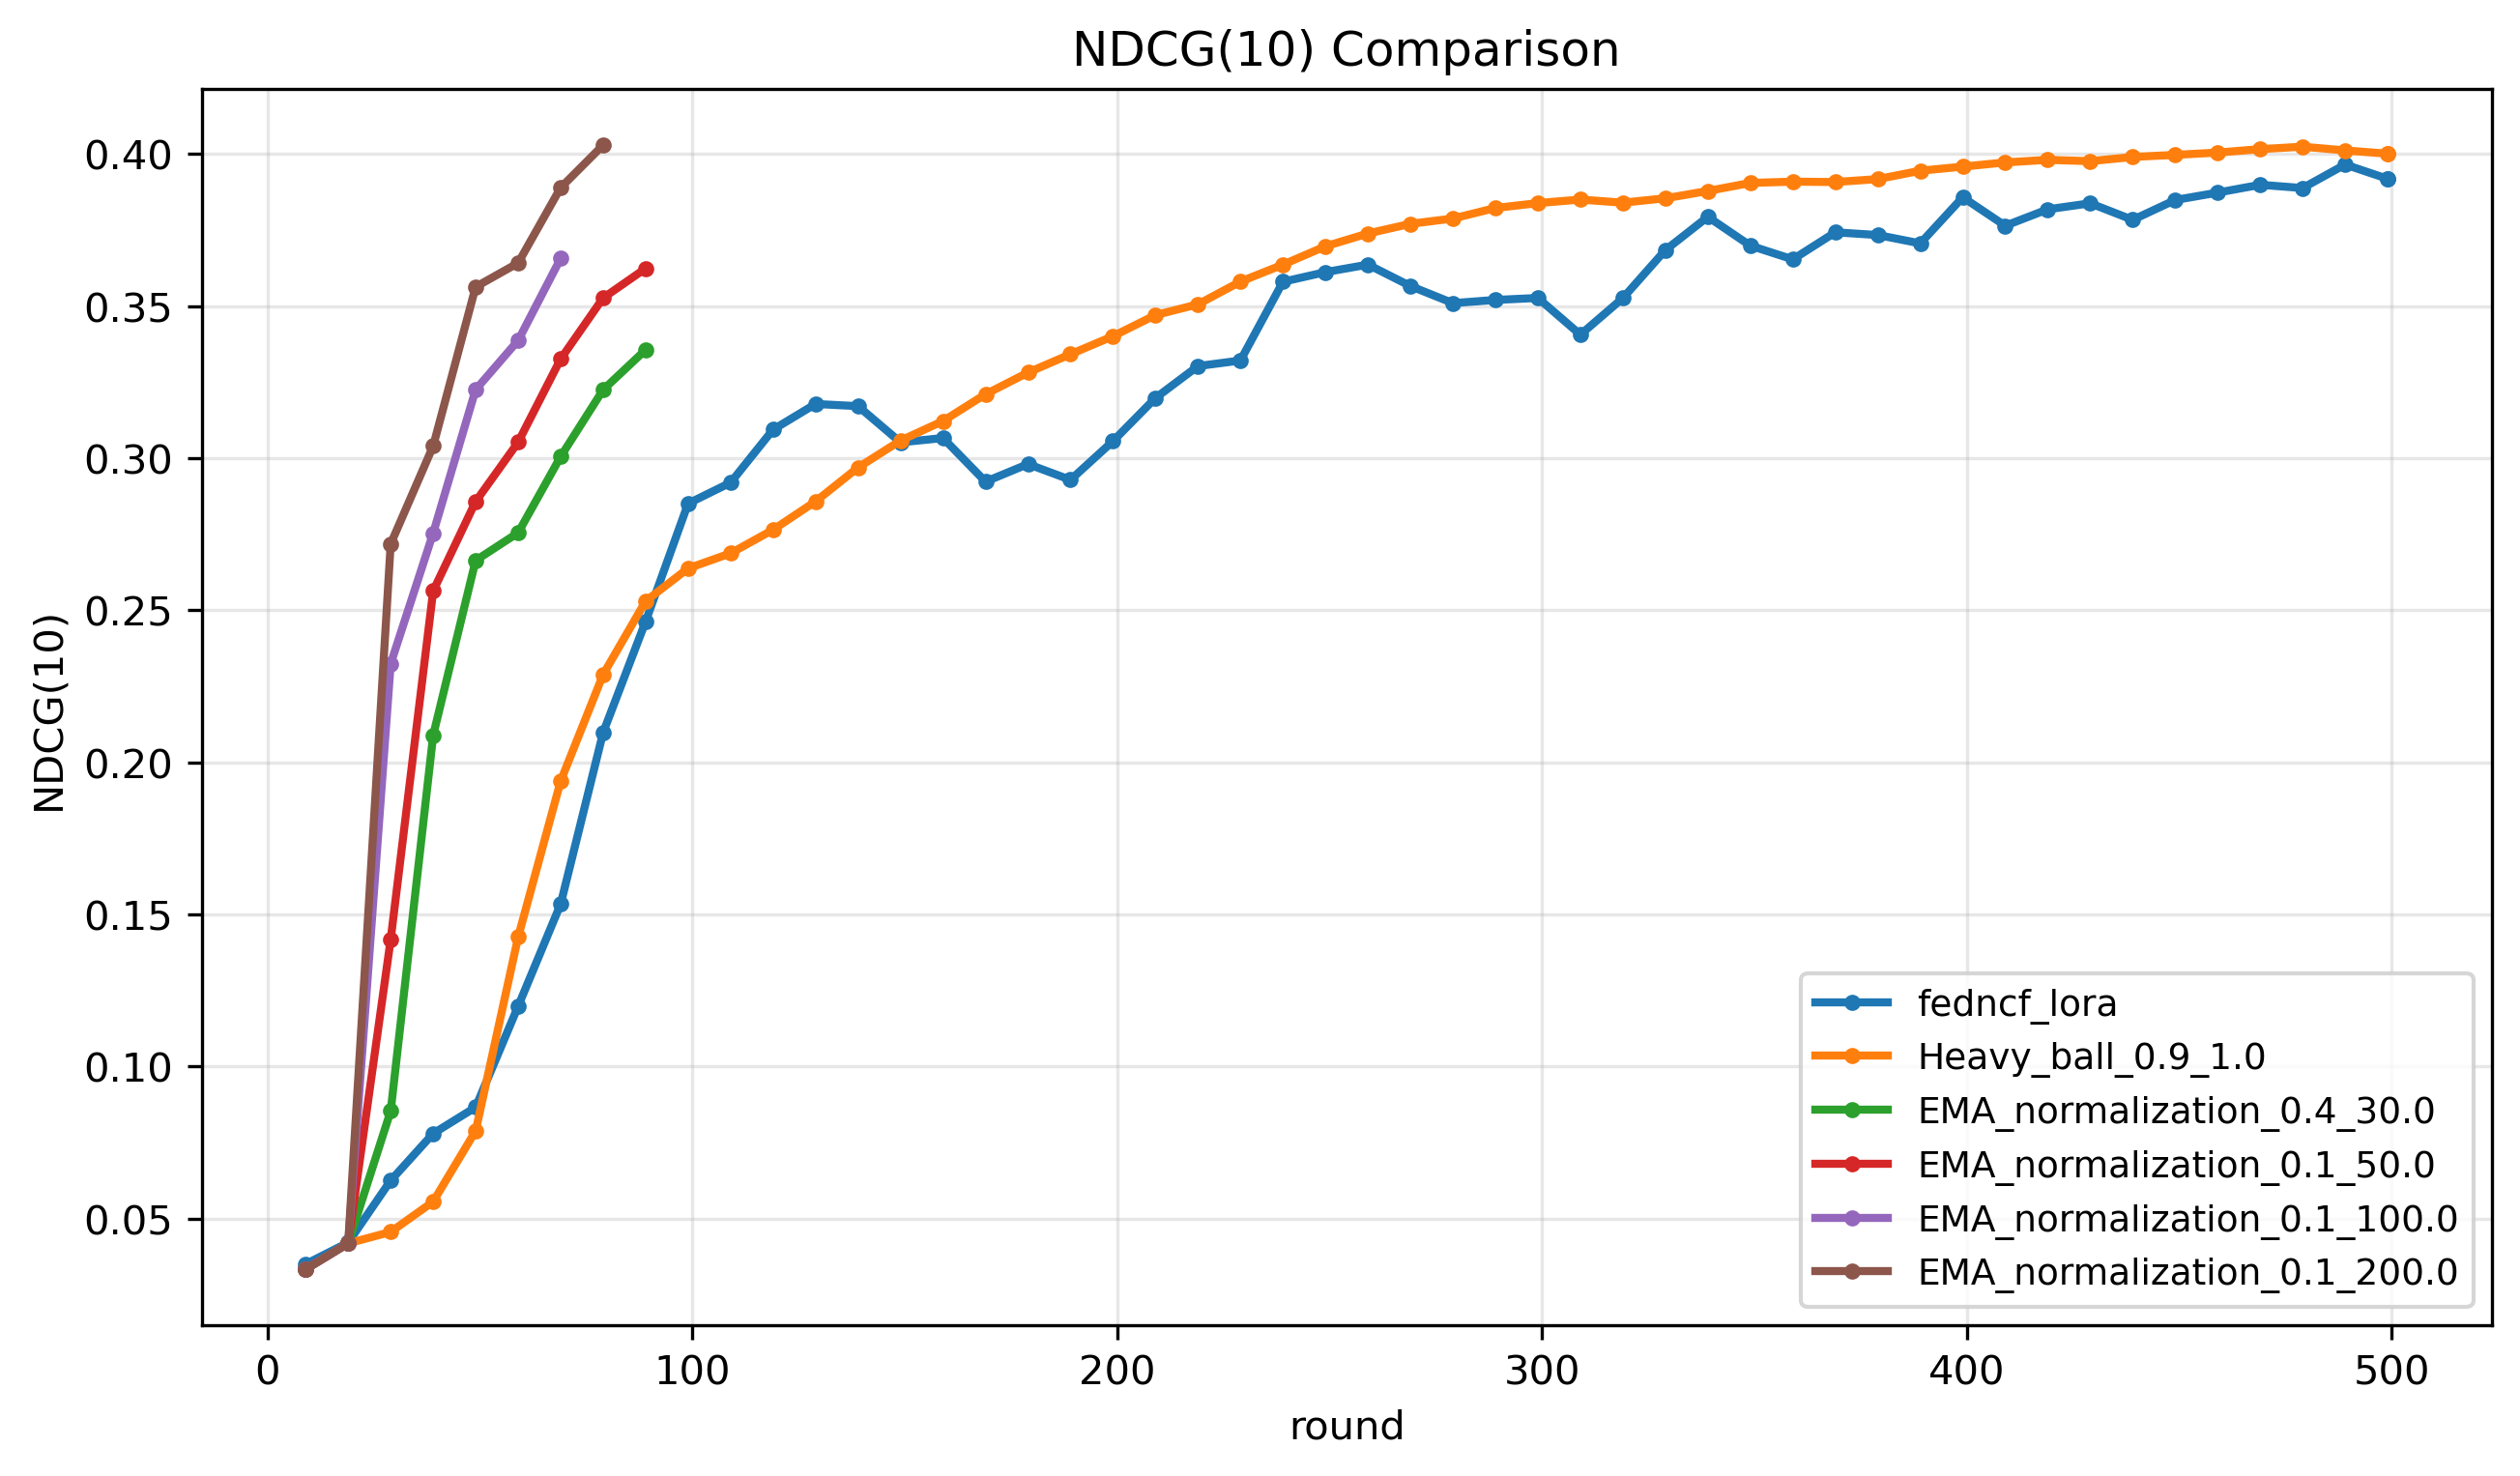 NDCG(10) Comparison
NDCG(10)
0.40
0.35
0.30
0.25
0.20
0.15
0.10
0.05
0
100
200
300
400
500
round
fedncf_lora
Heavy_ball_0.9_1.0
EMA_normalization_0.4_30.0
EMA_normalization_0.1_50.0
EMA_normalization_0.1_100.0
EMA_normalization_0.1_200.0